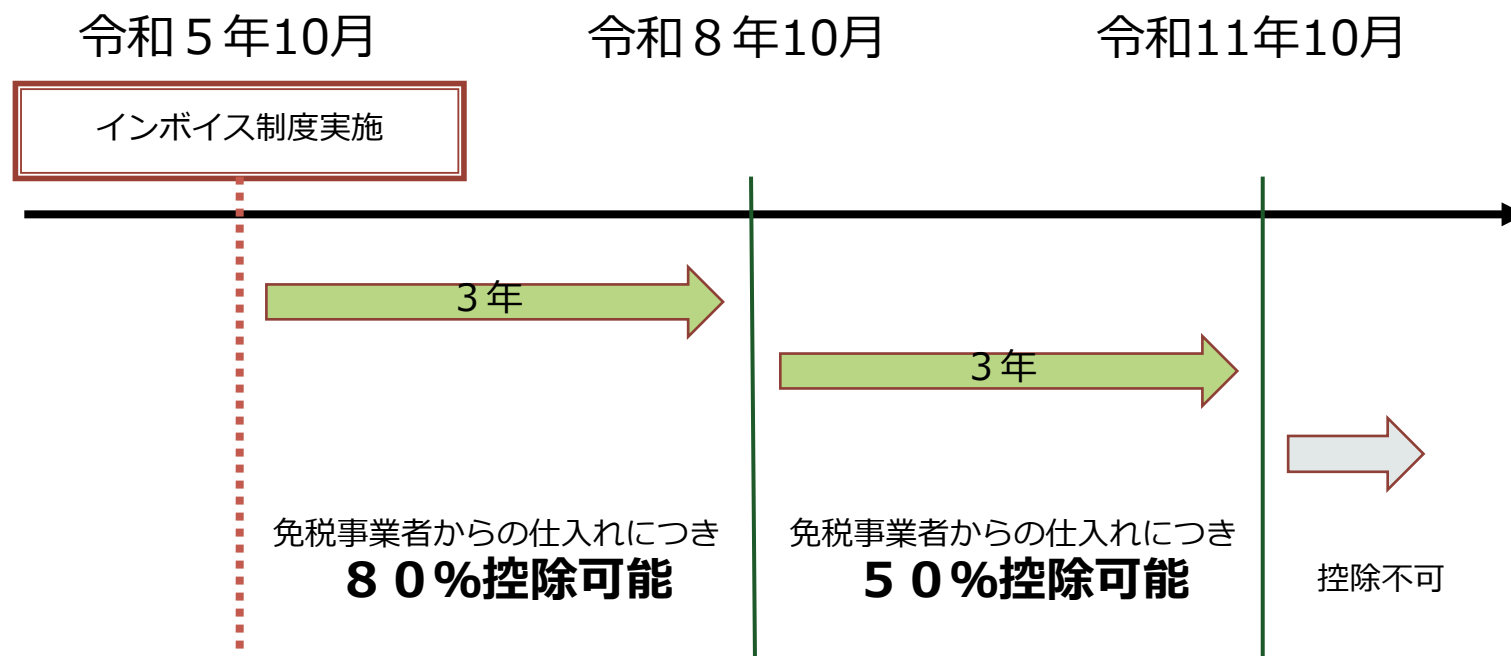 令和５年10月
令和８年10月
令和11年10月
インボイス制度実施
３年
３年
免税事業者からの仕入れにつき
８０%控除可能
免税事業者からの仕入れにつき
５０%控除可能
控除不可